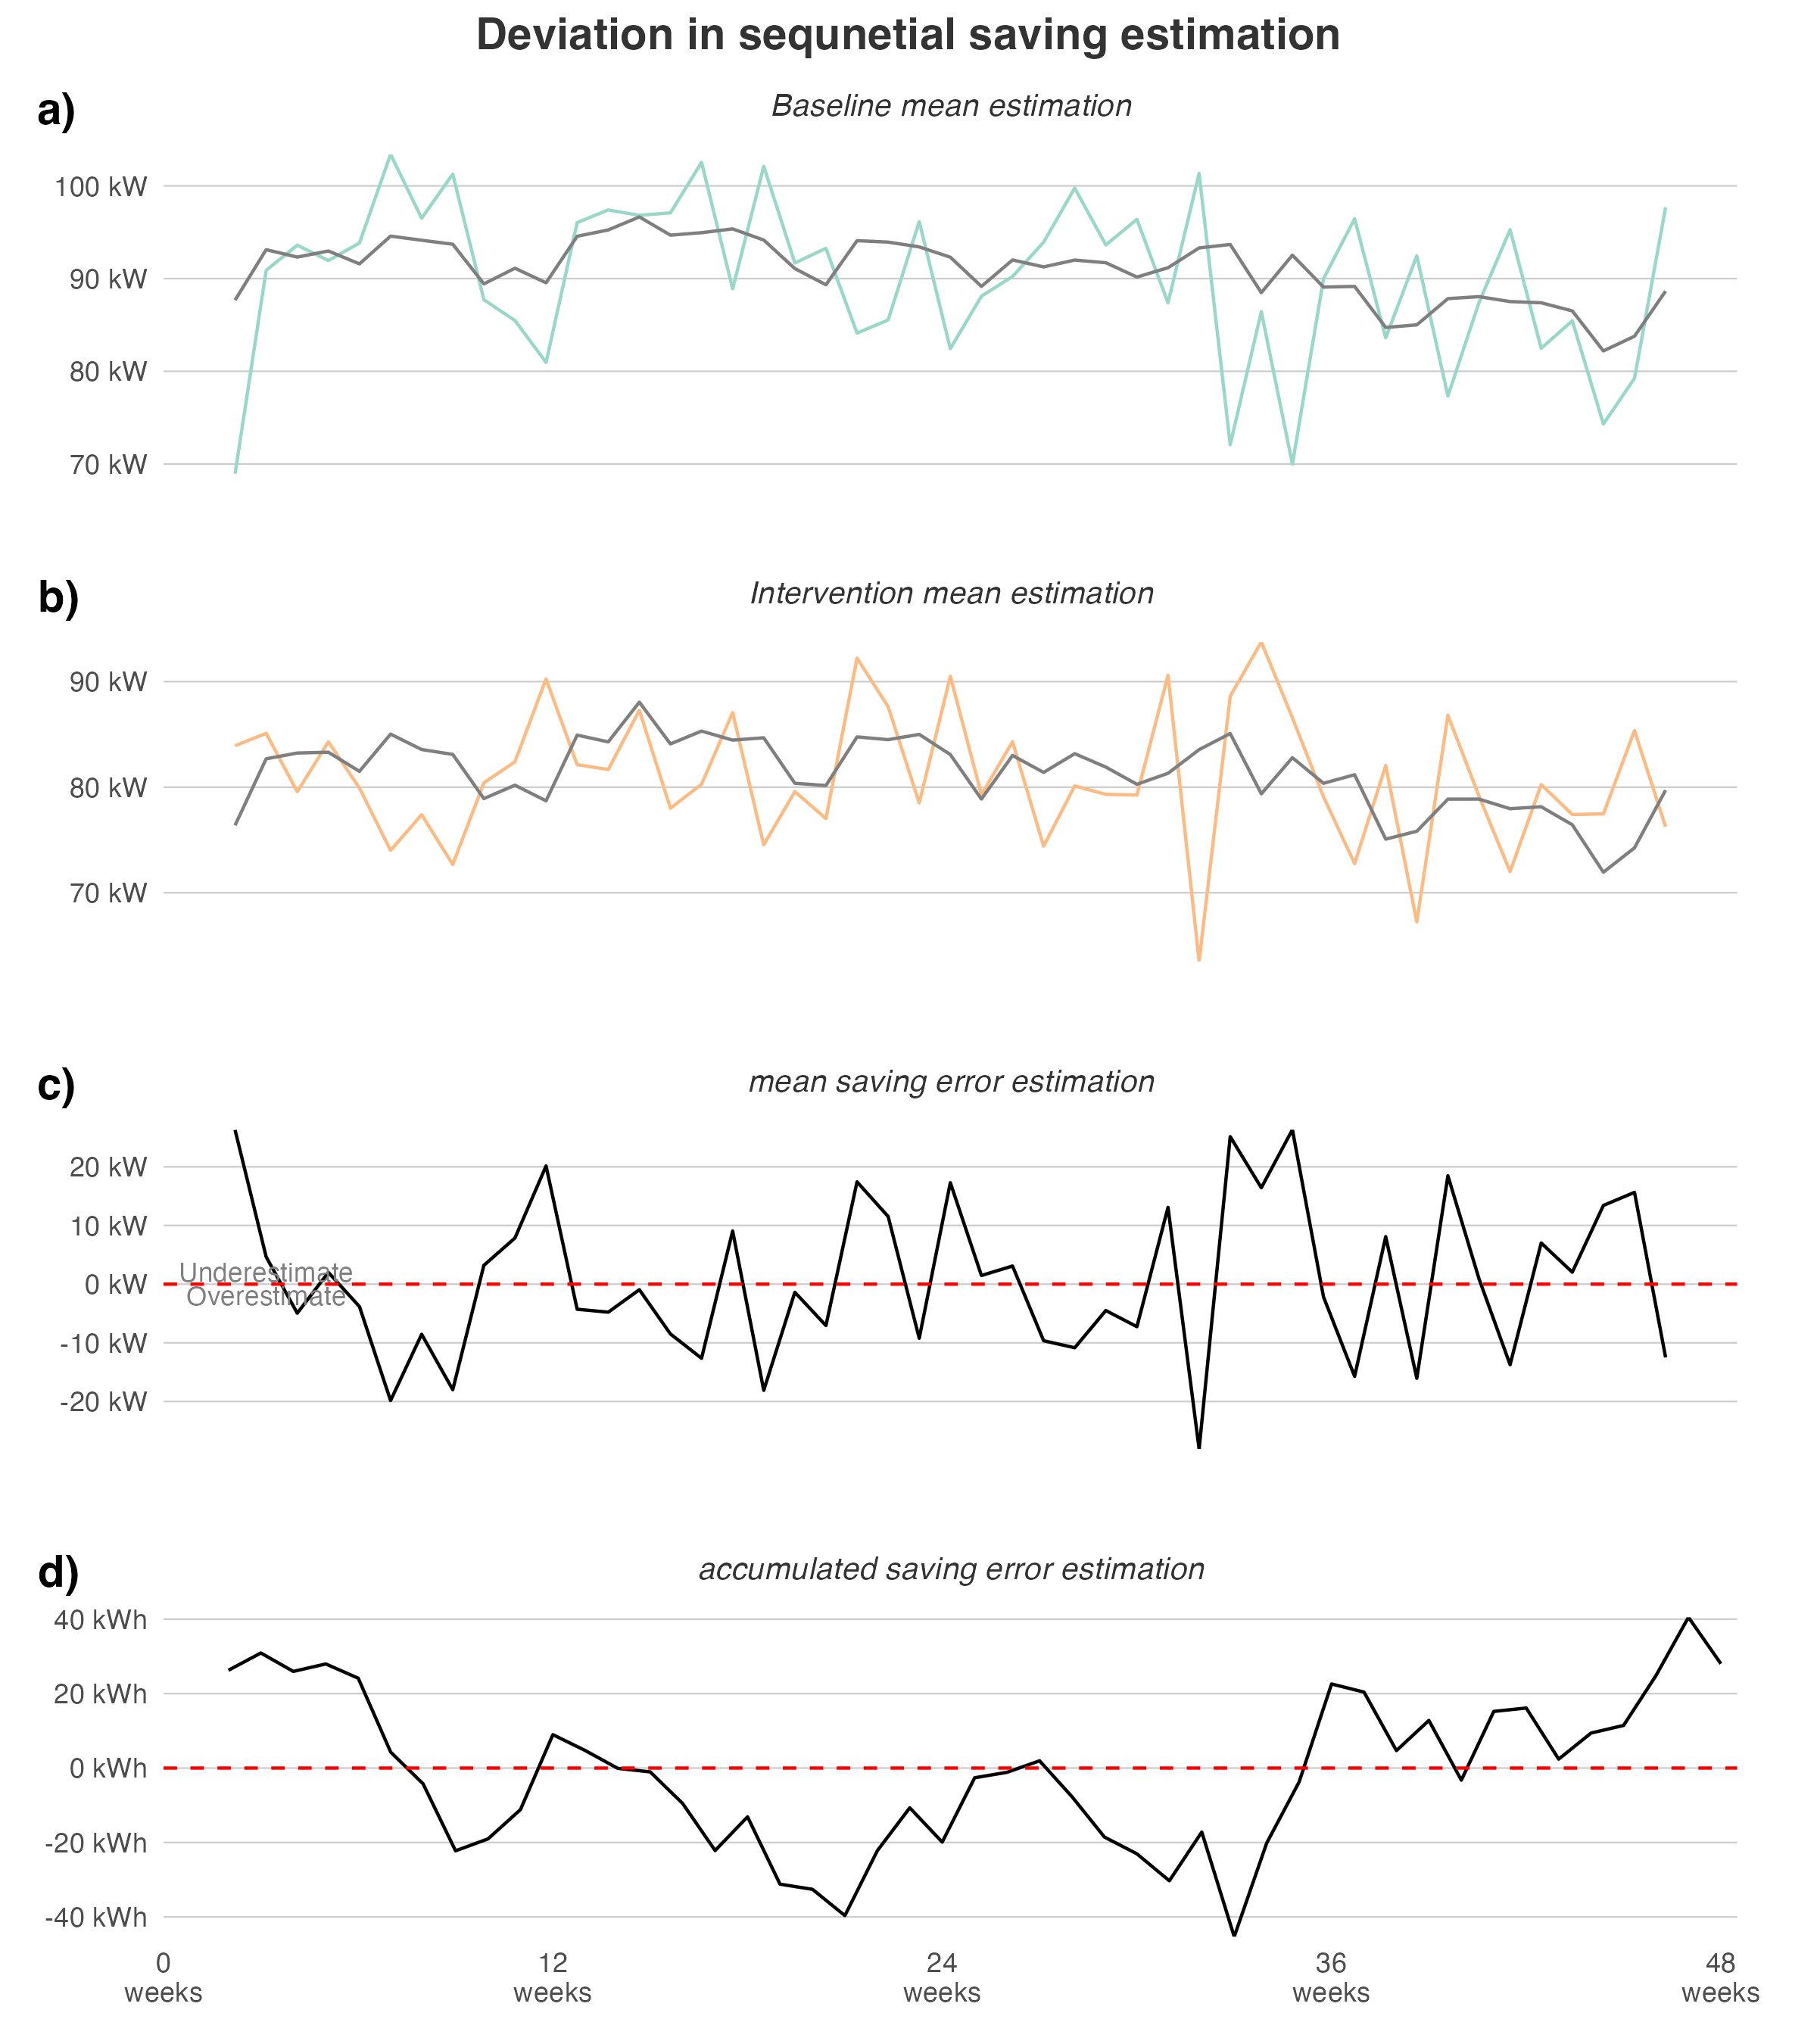 Deviation in sequnetial saving estimation
a)
Baseline mean estimation
100 kW
90 kW
80 kW
70 kW
b)
Intervention mean estimation
90 kW
80 kW
70 kW
c)
mean saving error estimation
20 kW
10 kW
Underestimate
0 kW
Overestimate
-10 kW
-20 kW
d)
accumulated saving error estimation
40 kWh
20 kWh
0 kWh
-20 kWh
-40 kWh
0 12 24 36 48
weeks weeks weeks weeks weeks